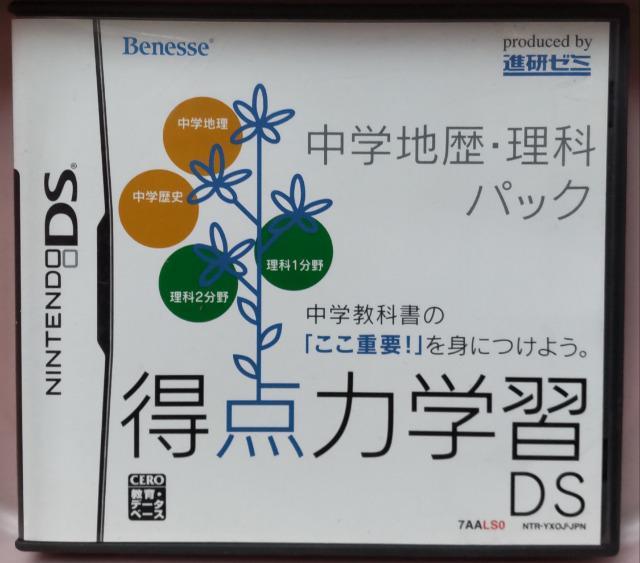 Benesse®
produced by
進研ゼミ
NINTENDO DS®
中学地歴・理科
パック
中学地理
中学歴史
理科1分野
理科2分野
中学教科書の
「ここ重要!」を身につけよう。
得点力学習
DS
CERO
教育・
データ
ベース
7AALS0
NTR-YXOJ-JPN